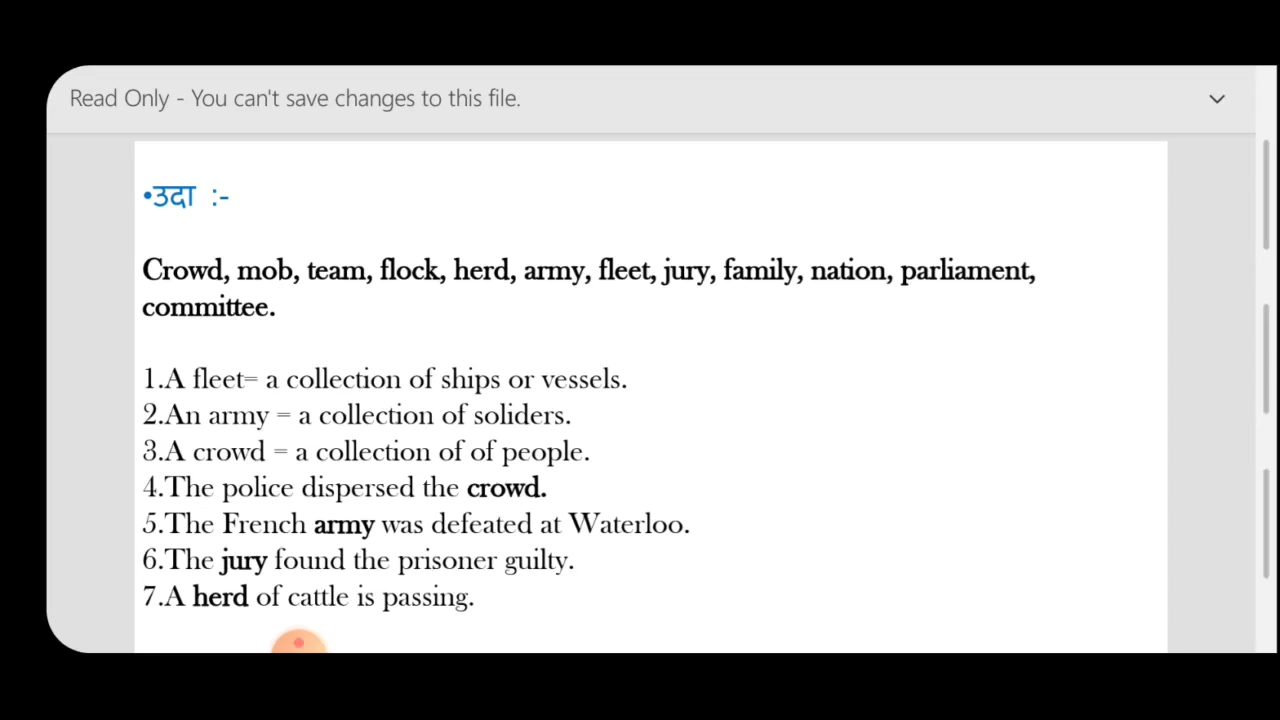 Read Only - You can't save changes to this file.
•उदा :-
Crowd, mob, team, flock, herd, army, fleet, jury, family, nation, parliament,
committee.
1.A fleet= a collection of ships or vessels.
2.An army = a collection of soliders.
3.A crowd = a collection of of people.
4.The police dispersed the crowd.
5.The French army was defeated at Waterloo.
6.The jury found the prisoner guilty.
7.A herd of cattle is passing.